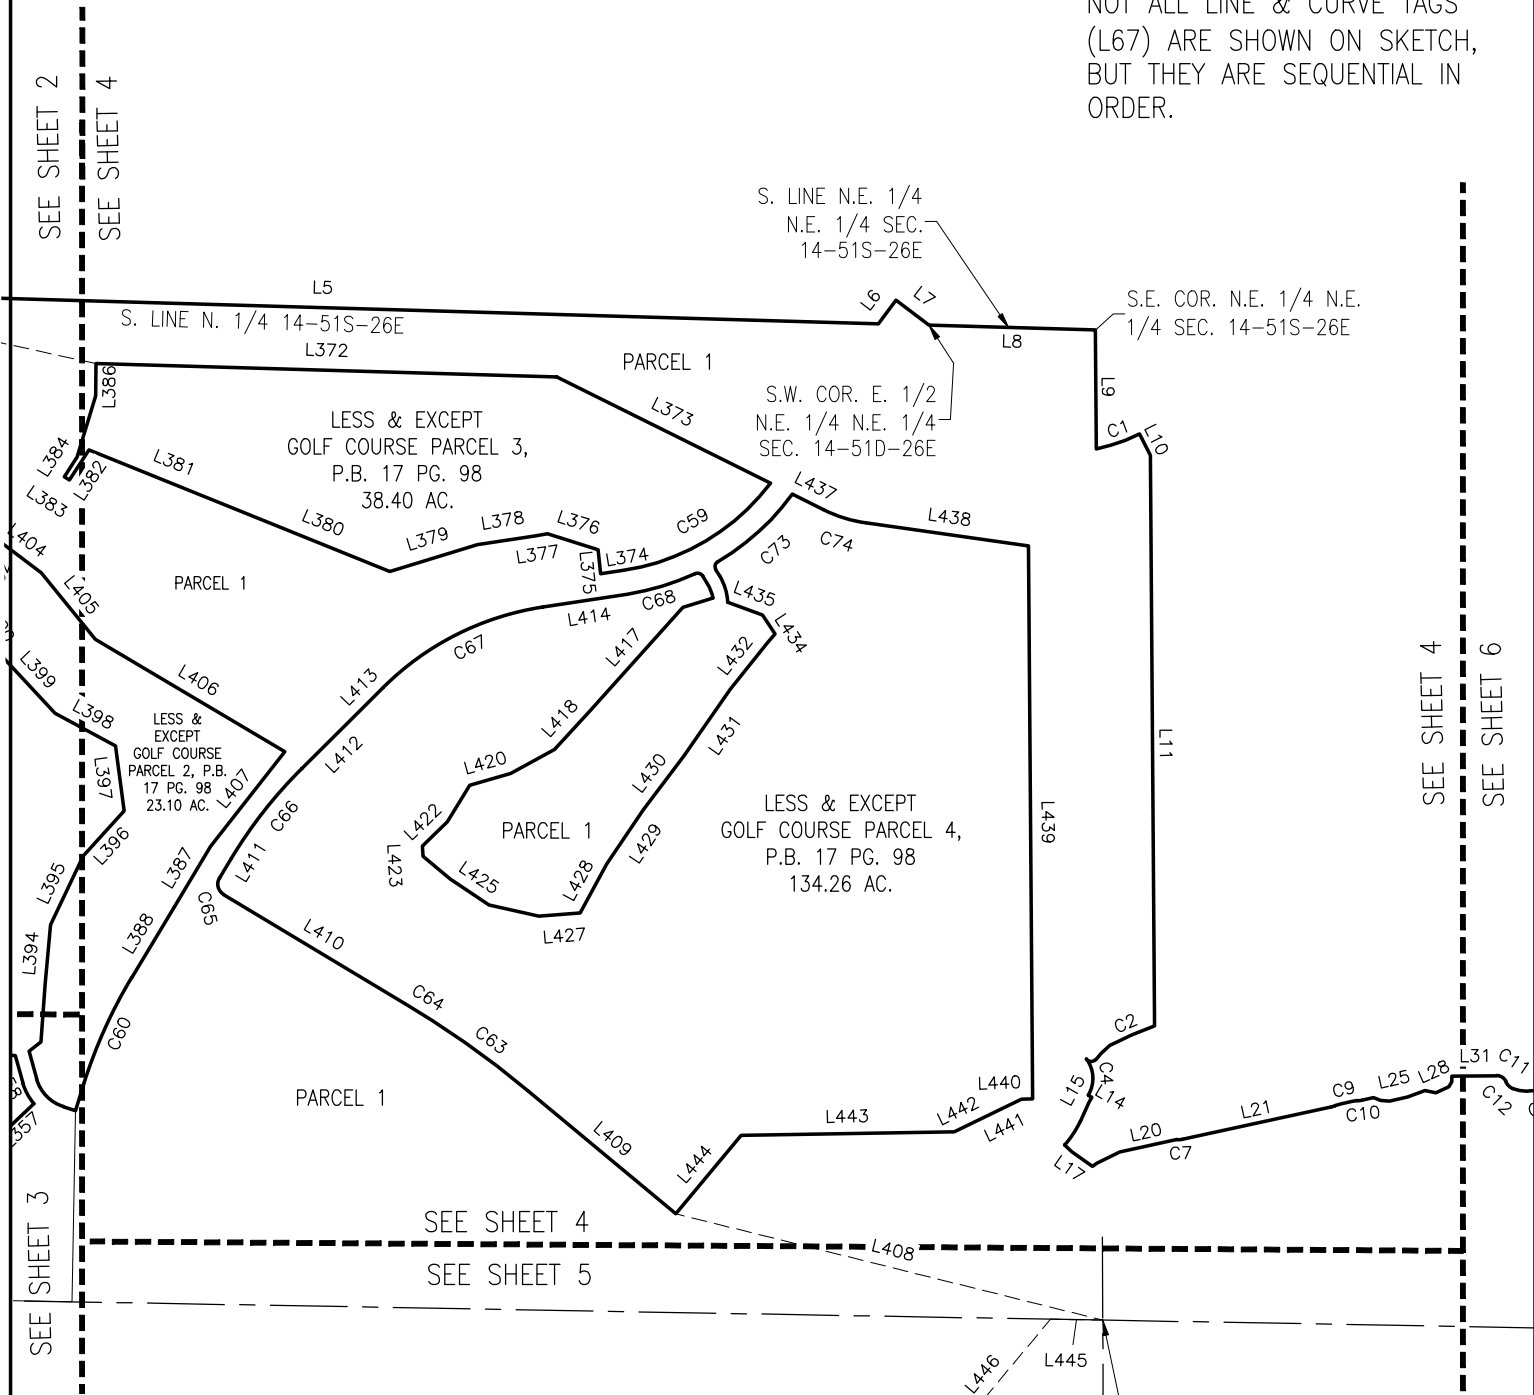 NOT ALL LINE & CURVE TAGS
(L67) ARE SHOWN ON SKETCH,
BUT THEY ARE SEQUENTIAL IN
ORDER.
SEE SHEET 2
SEE SHEET 4
S. LINE N.E. 1/4
N.E. 1/4 SEC.
14-51S-26E
L5
S. LINE N. 1/4 14-51S-26E
L6
L7
L8
S.E. COR. N.E. 1/4 N.E.
1/4 SEC. 14-51S-26E
L372
PARCEL 1
L386
L373
S.W. COR. E. 1/2
N.E. 1/4 N.E. 1/4
SEC. 14-51D-26E
L9
C1
L10
LESS & EXCEPT
GOLF COURSE PARCEL 3,
P.B. 17 PG. 98
38.40 AC.
L384
L382
L383
L381
L380
L379
L378
L377
L376
L375
L374
C59
L437
L438
C73
C74
L404
L405
PARCEL 1
L414
C68
L435
L434
L432
L417
C67
L413
L399
L398
L406
LESS &
EXCEPT
GOLF COURSE
PARCEL 2, P.B.
17 PG. 98
23.10 AC.
L397
L396
L407
L412
C66
L418
L420
L431
L430
L11
SEE SHEET 4
SEE SHEET 6
L422
L423
PARCEL 1
L425
L427
L428
L429
LESS & EXCEPT
GOLF COURSE PARCEL 4,
P.B. 17 PG. 98
134.26 AC.
L439
L395
L387
L411
C65
L394
L388
L410
C64
C63
C60
L357
PARCEL 1
L409
L444
L443
L442
L441
L440
C2
C4
L15
L14
L17
L20
C7
L21
C9
C10
L25
L28
L31
C11
C12
SEE SHEET 3
SEE SHEET 4
SEE SHEET 5
L408
L446
L445